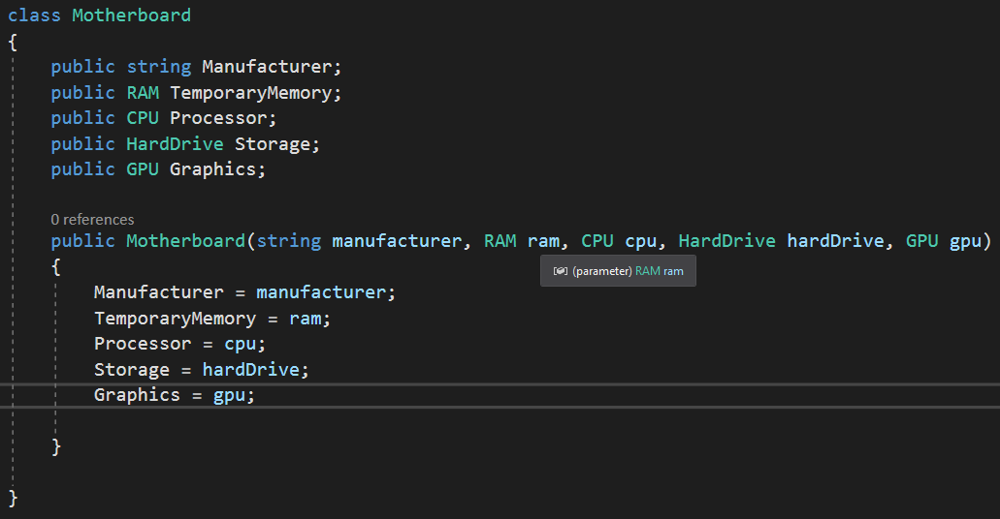 class Motherboard
{
public string Manufacturer;
public RAM TemporaryMemory;
public CPU Processor;
public HardDrive Storage;
public GPU Graphics;
0 references
public Motherboard(string manufacturer, RAM ram, CPU cpu, HardDrive hardDrive, GPU gpu)
{
(parameter) RAM ram
Manufacturer = manufacturer;
TemporaryMemory = ram;
Processor = cpu;
Storage = hardDrive;
Graphics = gpu;
}
}